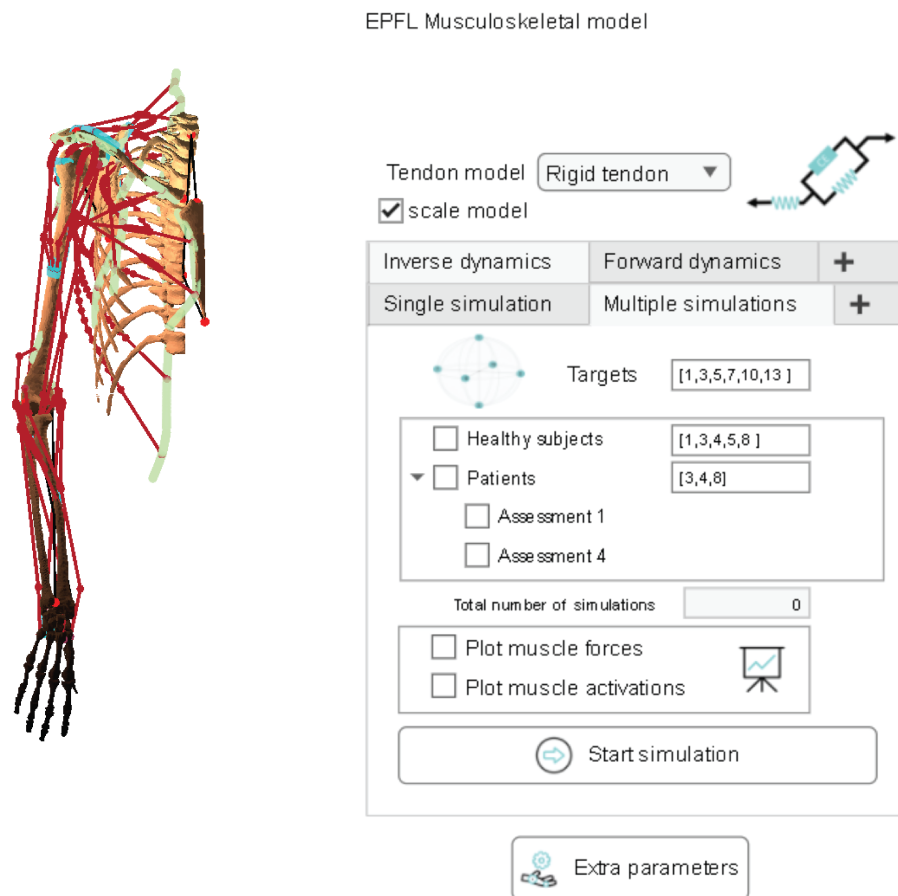 EPFL Musculoskeletal model
Tendon model Rigid tendon
scale model
Inverse dynamics Forward dynamics +
Single simulation Multiple simulations +
Targets [1,3,5,7,10,13 ]
Healthy subjects [1,3,4,5,8 ]
Patients [3,4,8]
Assessment 1
Assessment 4
Total number of simulations 0
Plot muscle forces
Plot muscle activations
Start simulation
Extra parameters